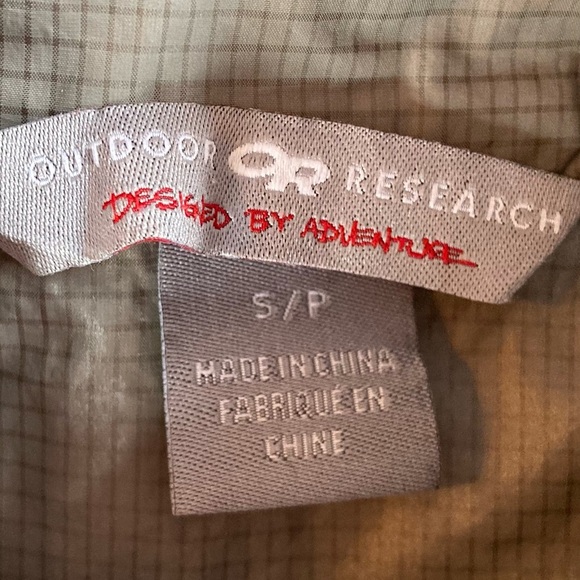 OUTDOOR OR RESEARCH
DESIGNED BY ADVENTURE
S/P
MADE IN CHINA
FABRIQUÉ EN
CHINE